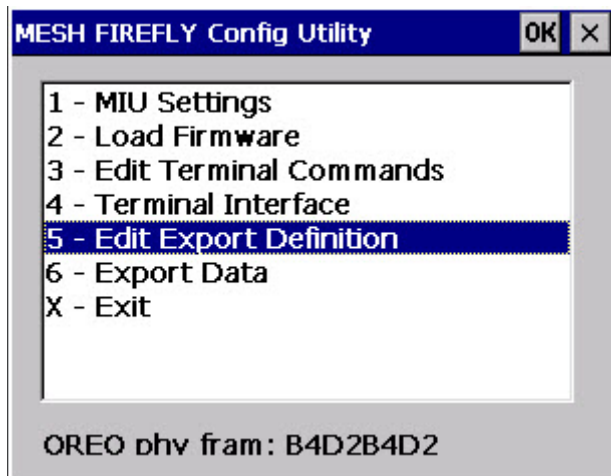 MESH FIREFLY Config Utility OK ×
1 - MIU Settings
2 - Load Firmware
3 - Edit Terminal Commands
4 - Terminal Interface
5 - Edit Export Definition
6 - Export Data
X - Exit
OREO phy fram: B4D2B4D2